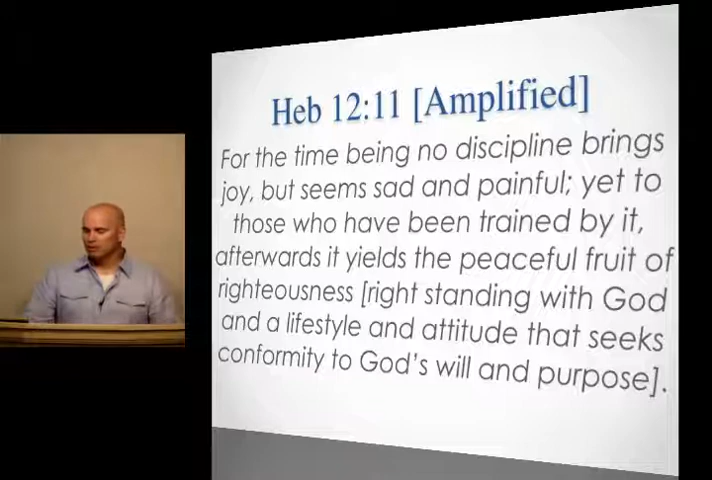 Heb 12:11 [Amplified]
For the time being no discipline brings
joy, but seems sad and painful; yet to
those who have been trained by it,
afterwards it yields the peaceful fruit of
righteousness [right standing with God
and a lifestyle and attitude that seeks
conformity to God's will and purpose].